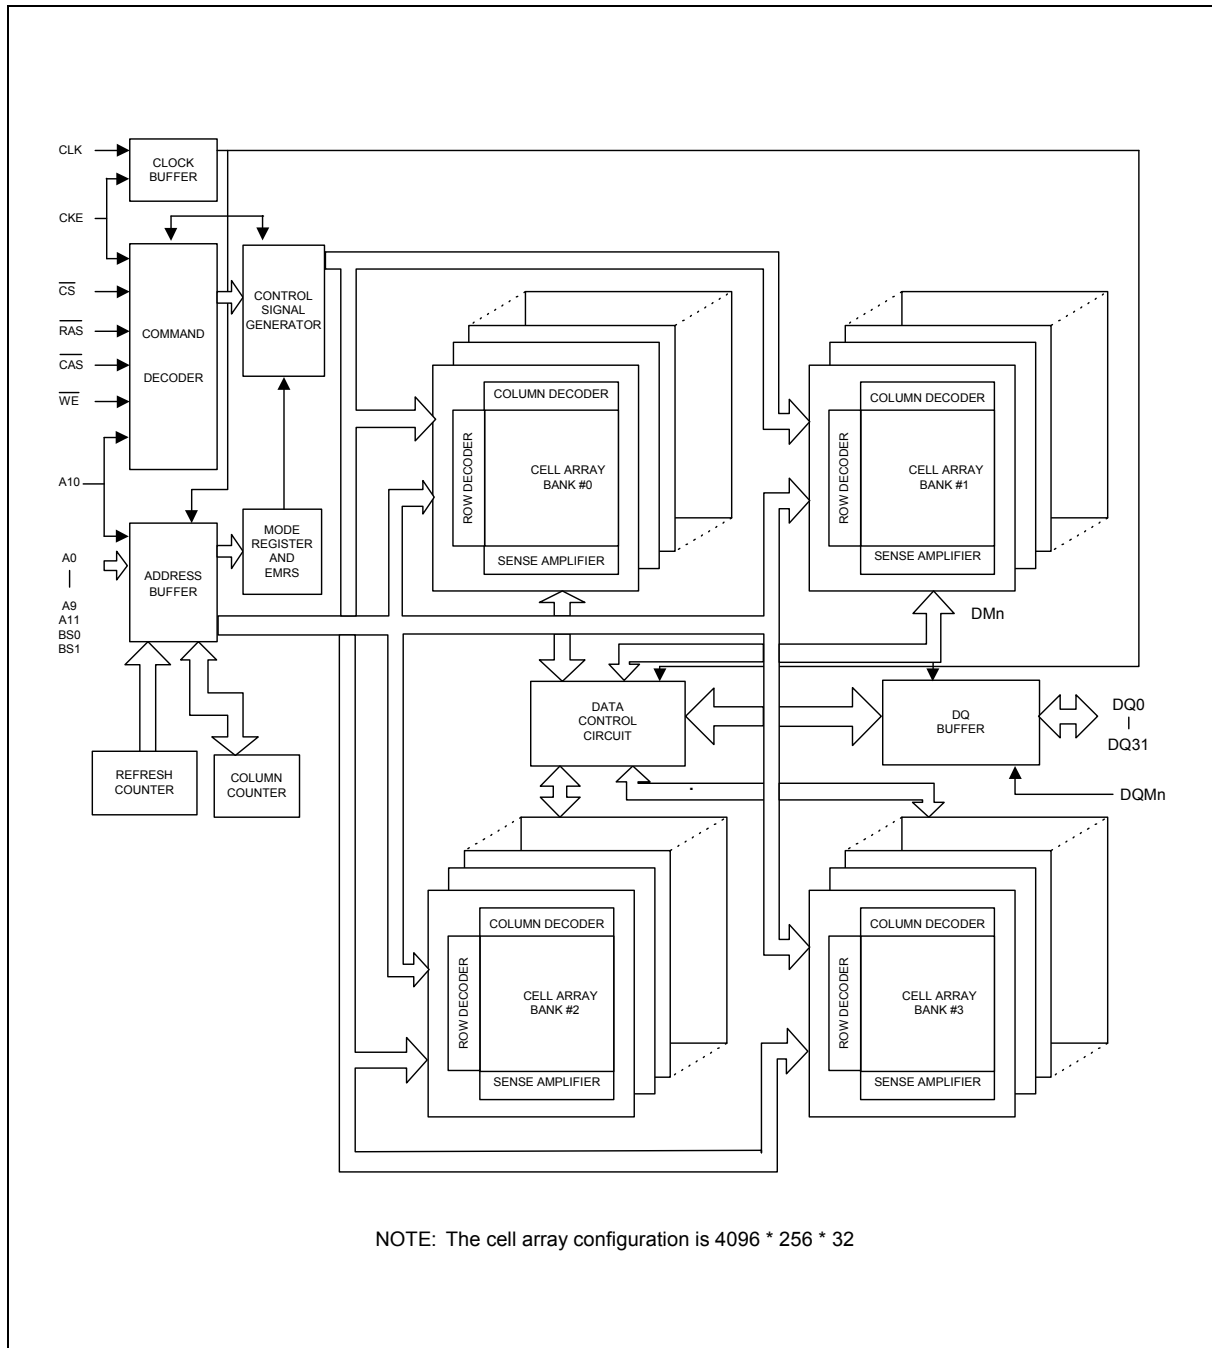 CLK
CLOCK
BUFFER
CKE
CS
RAS
CAS
WE
COMMAND
DECODER
CONTROL
SIGNAL
GENERATOR
A10
A0
A9
A11
BS0
BS1
ADDRESS
BUFFER
MODE
REGISTER
AND
EMRS
REFRESH
COUNTER
COLUMN
COUNTER
COLUMN DECODER
ROW DECODER
CELL ARRAY
BANK #0
SENSE AMPLIFIER
COLUMN DECODER
ROW DECODER
CELL ARRAY
BANK #1
SENSE AMPLIFIER
DMn
DATA
CONTROL
CIRCUIT
DQ
BUFFER
DQ0
DQ31
DQMn
COLUMN DECODER
ROW DECODER
CELL ARRAY
BANK #2
SENSE AMPLIFIER
COLUMN DECODER
ROW DECODER
CELL ARRAY
BANK #3
SENSE AMPLIFIER
NOTE: The cell array configuration is 4096 * 256 * 32